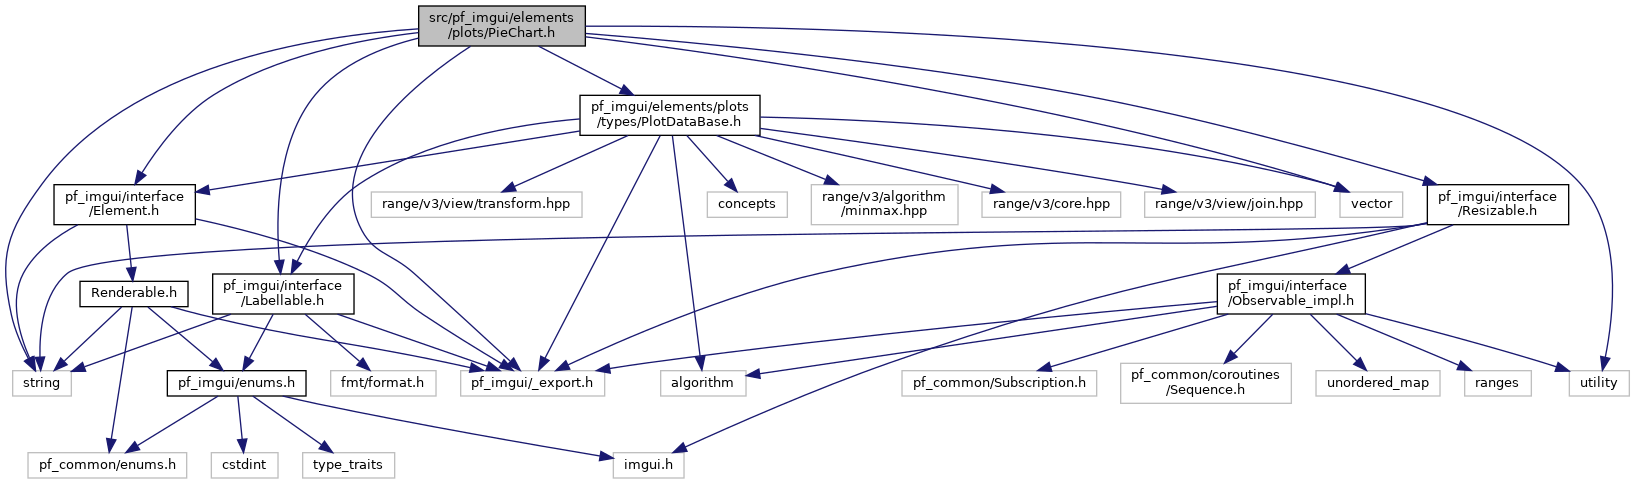 src/pf_imgui/elements
/plots/PieChart.h
pf_imgui/elements/plots
/types/PlotDataBase.h
pf_imgui/interface
/Element.h
range/v3/view/transform.hpp
concepts
range/v3/algorithm
/minmax.hpp
range/v3/core.hpp
range/v3/view/join.hpp
vector
pf_imgui/interface
/Resizable.h
Renderable.h
pf_imgui/interface
/Labellable.h
pf_imgui/interface
/Observable_impl.h
string
pf_imgui/enums.h
fmt/format.h
pf_imgui/_export.h
algorithm
pf_common/Subscription.h
pf_common/coroutines
/Sequence.h
unordered_map
ranges
utility
pf_common/enums.h
cstdint
type_traits
imgui.h